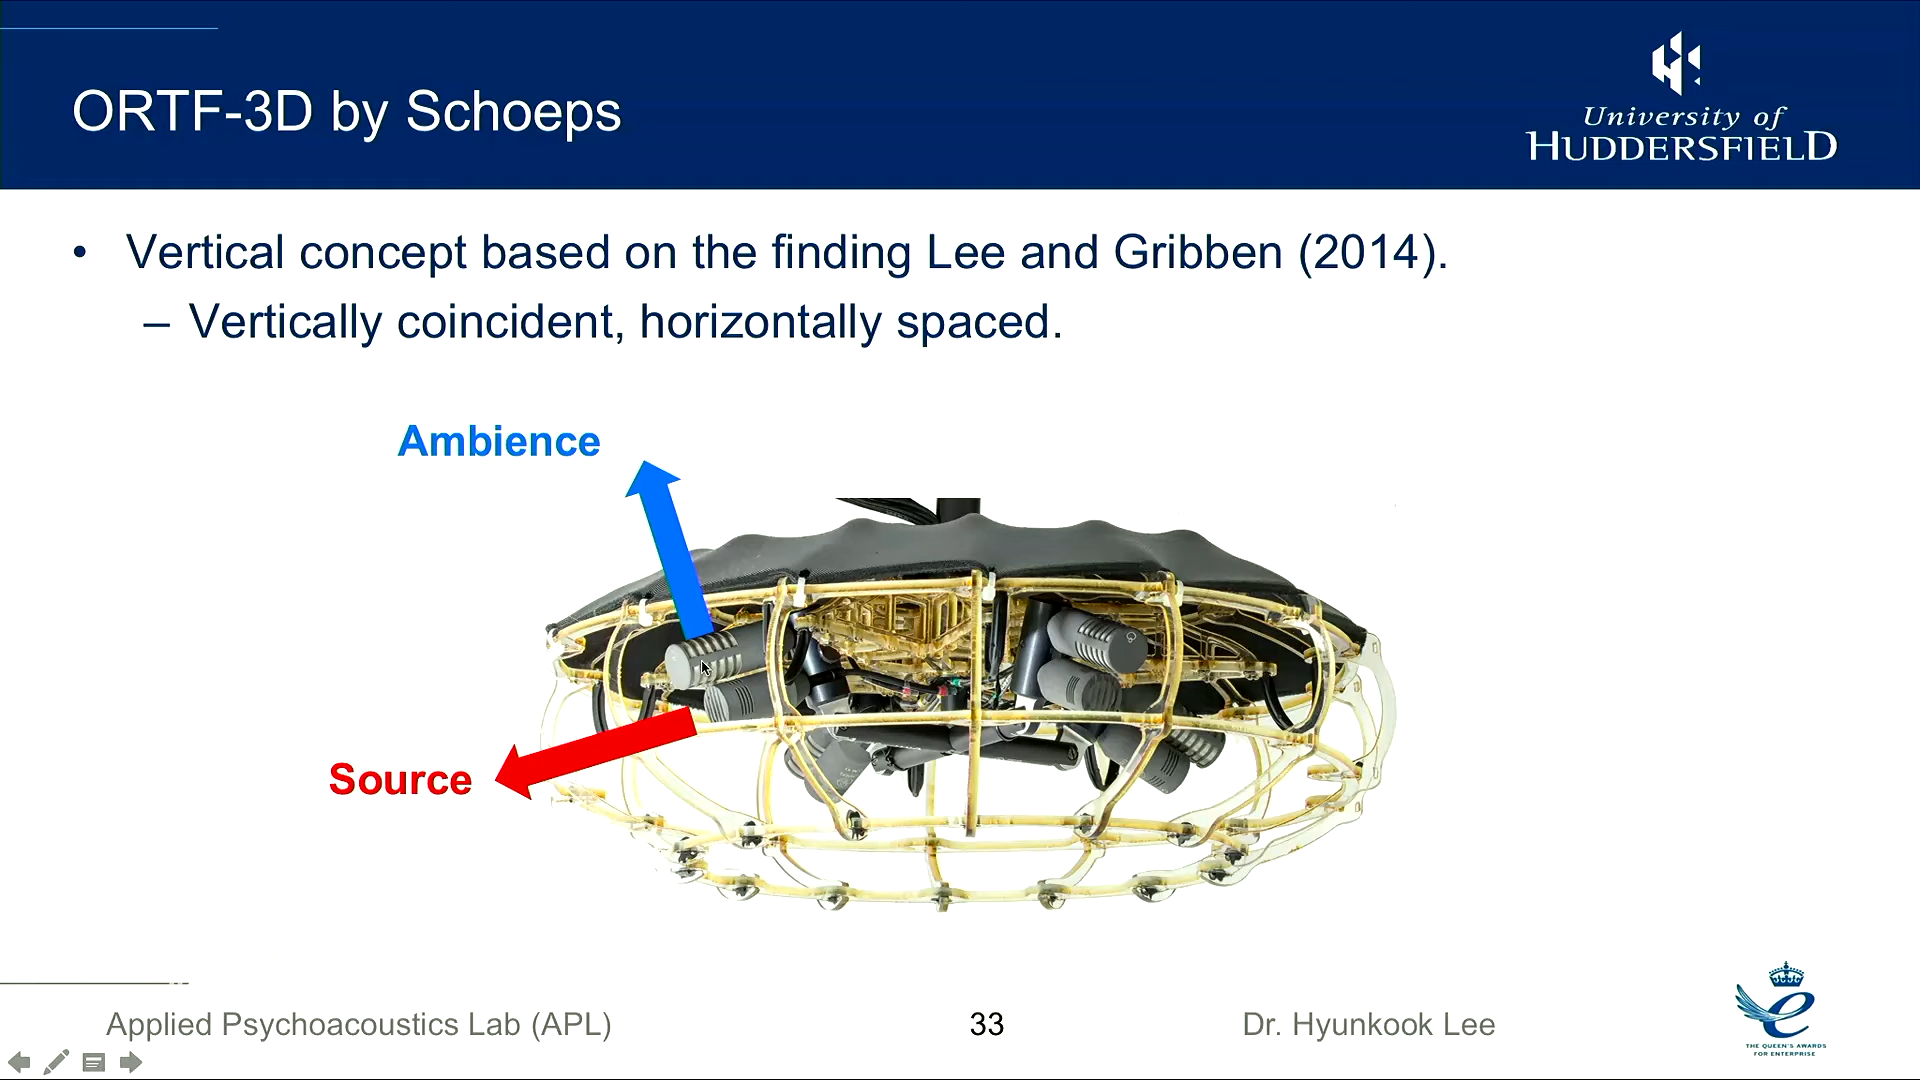 ORTF-3D by Schoeps
University of
HUDDERSFIELD
• Vertical concept based on the finding Lee and Gribben (2014).
– Vertically coincident, horizontally spaced.
Ambience
Source
Applied Psychoacoustics Lab (APL)
33
Dr. Hyunkook Lee
THE QUEEN'S AWARDS
FOR ENTERPRISE